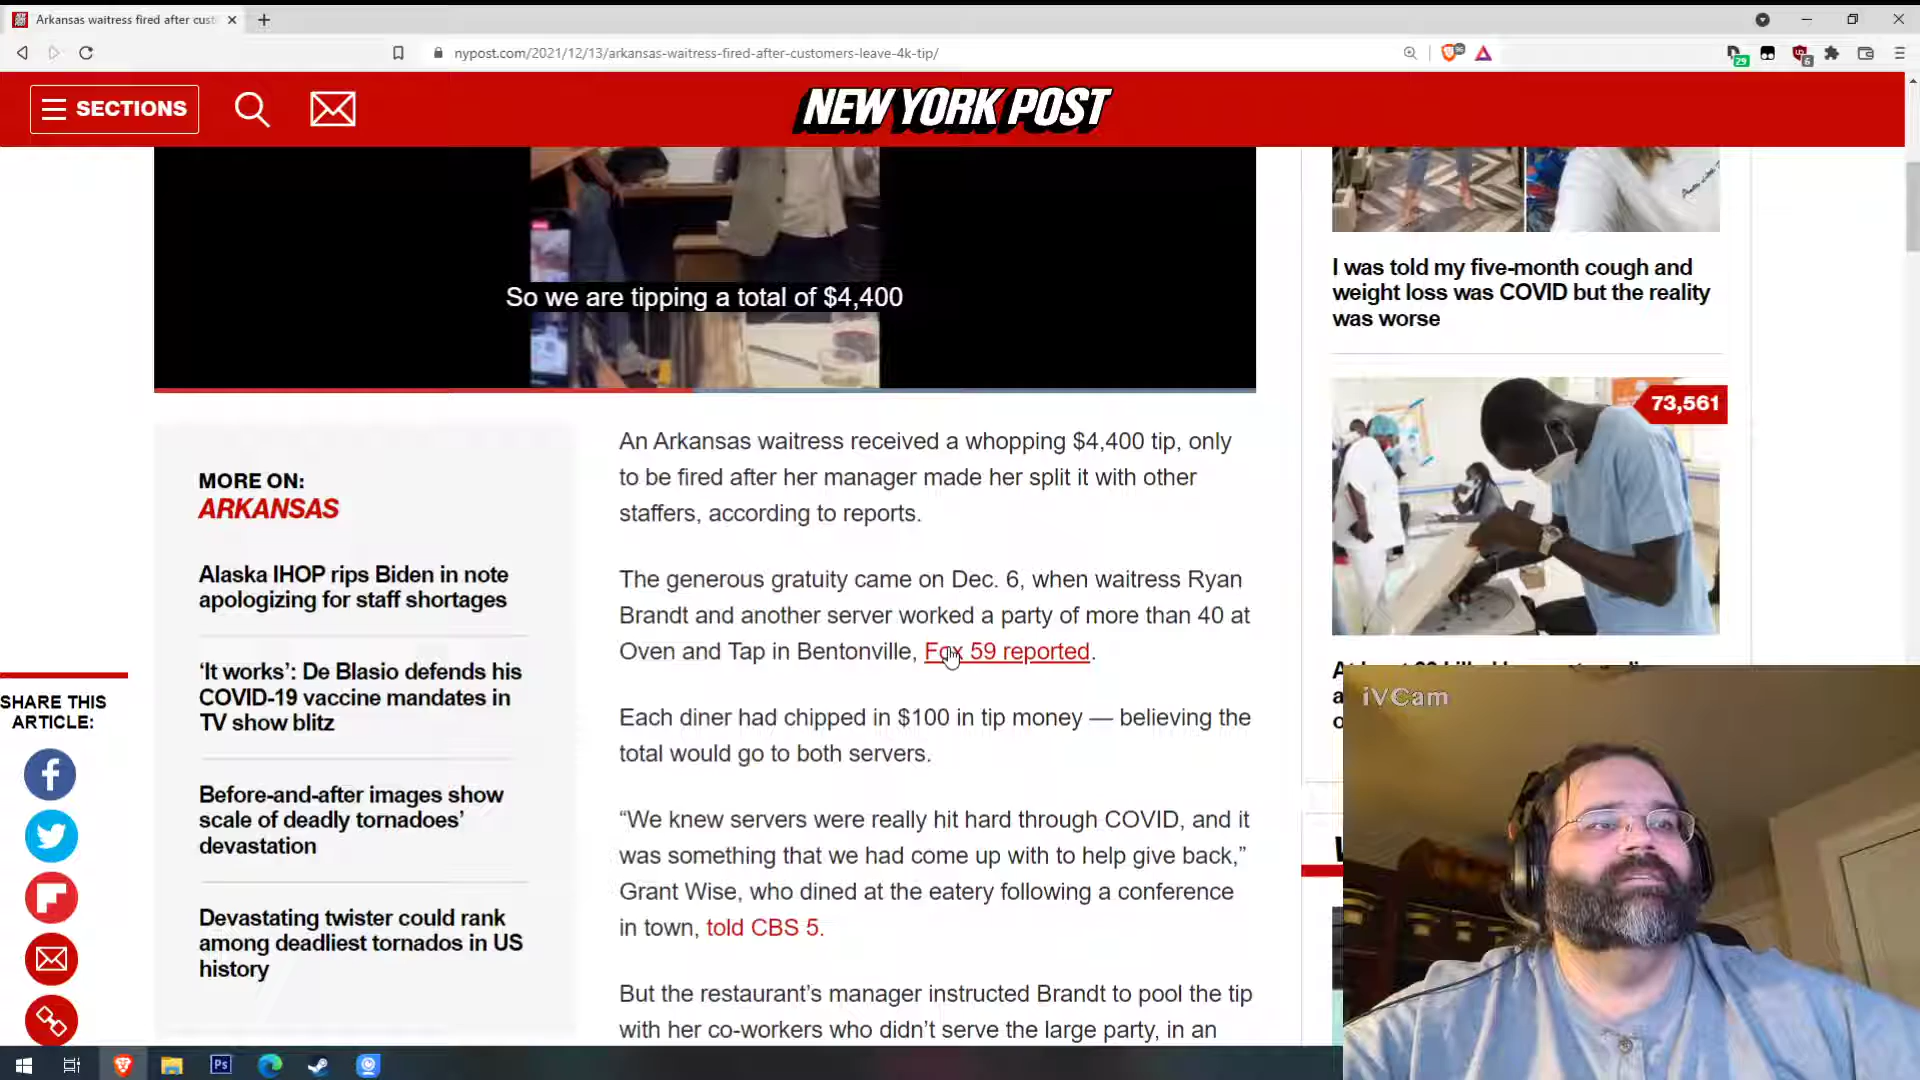 Arkansas waitress fired after cust
nypost.com/2021/12/13/arkansas-waitress-fired-after-customers-leave-4k-tip/
29
6
SECTIONS
NEW YORK POST
So we are tipping a total of $4,400
I was told my five-month cough and
weight loss was COVID but the reality
was worse
73,561
MORE ON:
ARKANSAS
Alaska IHOP rips Biden in note
apologizing for staff shortages
‘It works’: De Blasio defends his
COVID-19 vaccine mandates in
TV show blitz
Before-and-after images show
scale of deadly tornadoes’
devastation
Devastating twister could rank
among deadliest tornados in US
history
SHARE THIS
ARTICLE:
An Arkansas waitress received a whopping $4,400 tip, only
to be fired after her manager made her split it with other
staffers, according to reports.
The generous gratuity came on Dec. 6, when waitress Ryan
Brandt and another server worked a party of more than 40 at
Oven and Tap in Bentonville, Fox 59 reported.
Each diner had chipped in $100 in tip money — believing the
total would go to both servers.
“We knew servers were really hit hard through COVID, and it
was something that we had come up with to help give back,”
Grant Wise, who dined at the eatery following a conference
in town, told CBS 5.
But the restaurant’s manager instructed Brandt to pool the tip
with her co-workers who didn’t serve the large party, in an
iVCam
Ps